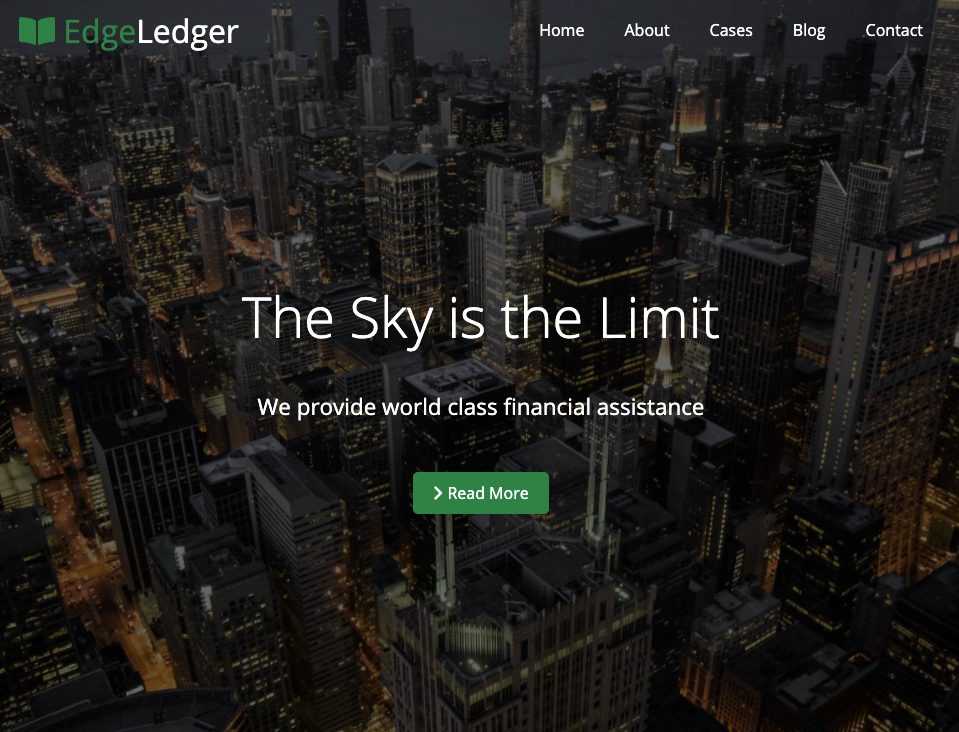 EdgeLedger
Home About Cases Blog Contact
The Sky is the Limit
We provide world class financial assistance
Read More